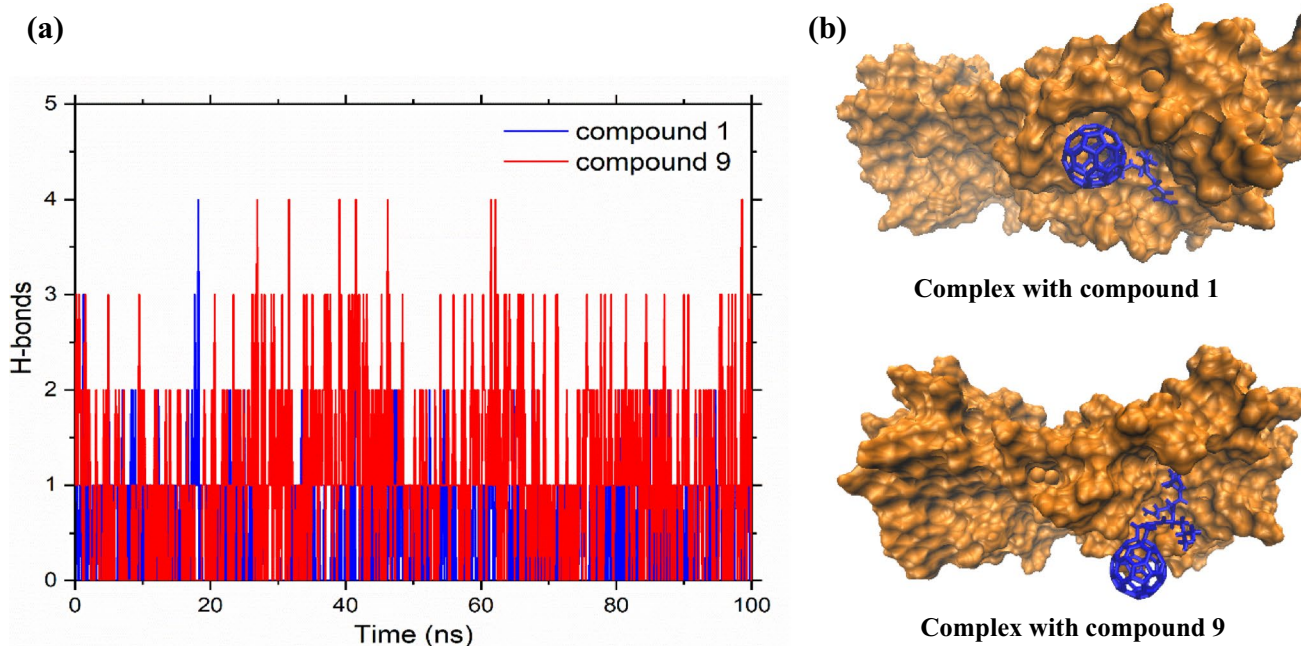 (a)
5
4
3
2
1
0
H-bonds
compound 1
compound 9
0
20
40
60
80
100
Time (ns)
(b)
Complex with compound 1
Complex with compound 9